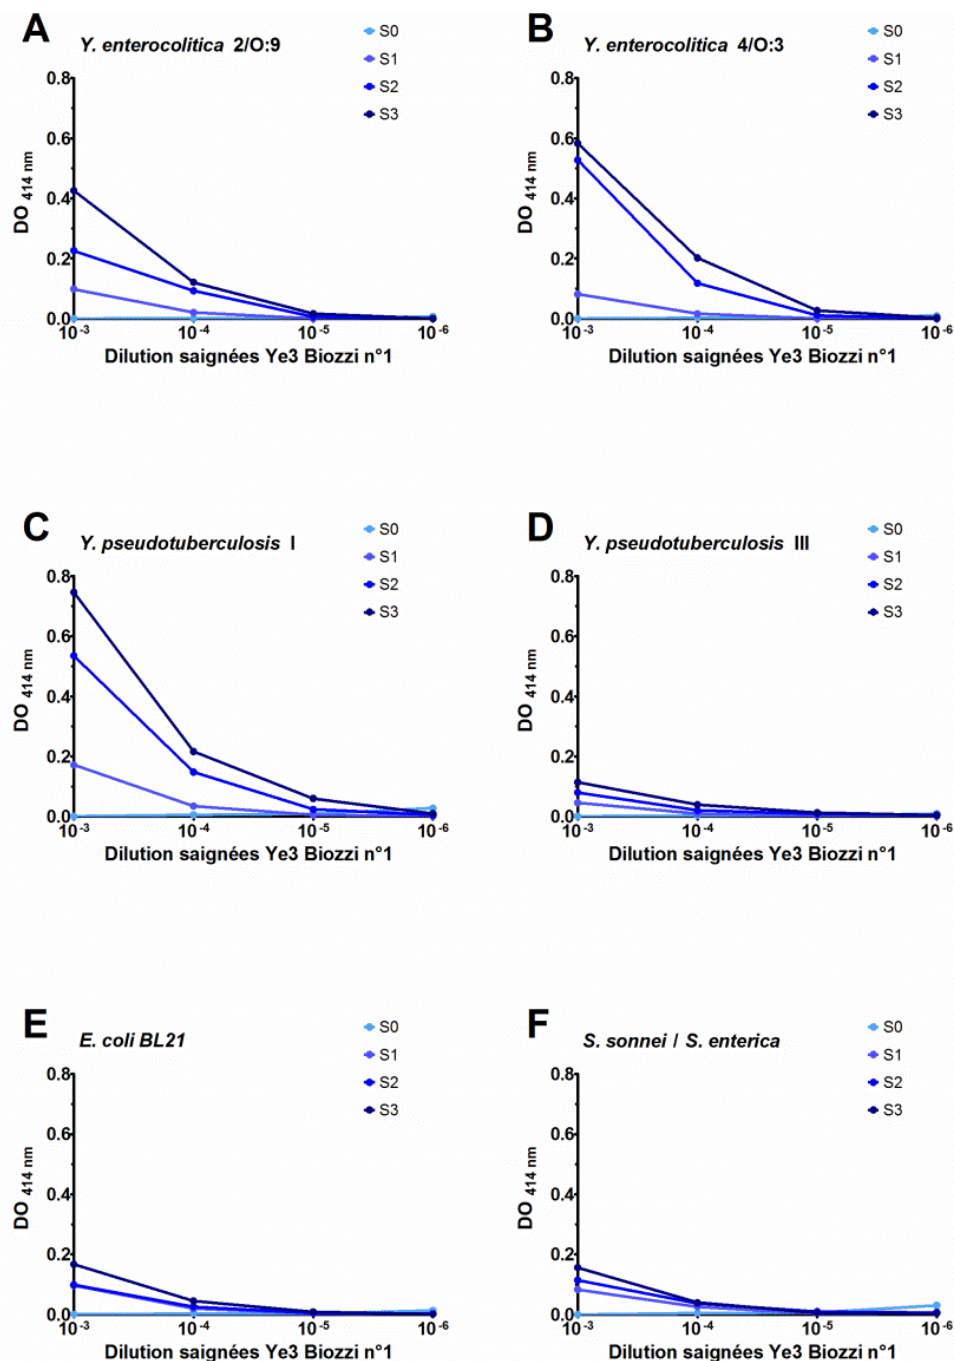 A
Y. enterocolitica 2/O:9
S0
S1
S2
S3
0.8
0.6
0.4
0.2
0.0
DO 414 nm
10-3
10-4
10-5
10-6
Dilution saignées Ye3 Biozzi n°1
B
Y. enterocolitica 4/O:3
S0
S1
S2
S3
0.8
0.6
0.4
0.2
0.0
DO 414 nm
10-3
10-4
10-5
10-6
Dilution saignées Ye3 Biozzi n°1
C
Y. pseudotuberculosis I
S0
S1
S2
S3
0.8
0.6
0.4
0.2
0.0
DO 414 nm
10-3
10-4
10-5
10-6
Dilution saignées Ye3 Biozzi n°1
D
Y. pseudotuberculosis III
S0
S1
S2
S3
0.8
0.6
0.4
0.2
0.0
DO 414 nm
10-3
10-4
10-5
10-6
Dilution saignées Ye3 Biozzi n°1
E
E. coli BL21
S0
S1
S2
S3
0.8
0.6
0.4
0.2
0.0
DO 414 nm
10-3
10-4
10-5
10-6
Dilution saignées Ye3 Biozzi n°1
F
S. sonnei / S. enterica
S0
S1
S2
S3
0.8
0.6
0.4
0.2
0.0
DO 414 nm
10-3
10-4
10-5
10-6
Dilution saignées Ye3 Biozzi n°1